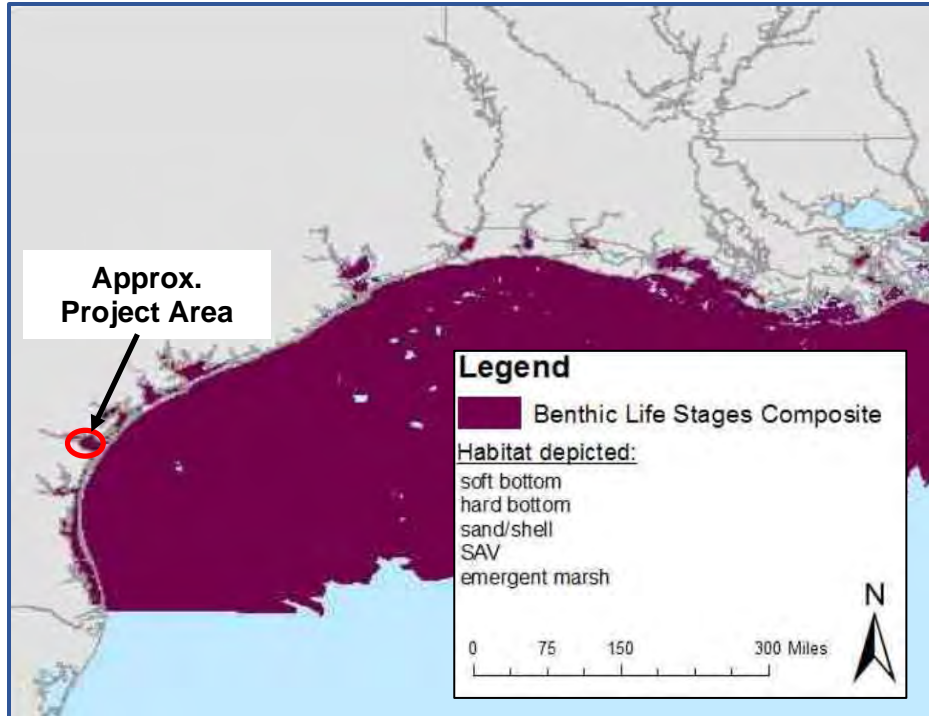 Approx.
Project Area
Legend
Benthic Life Stages Composite
Habitat depicted:
soft bottom
hard bottom
sand/shell
SAV
emergent marsh
N
0 75 150 300 Miles